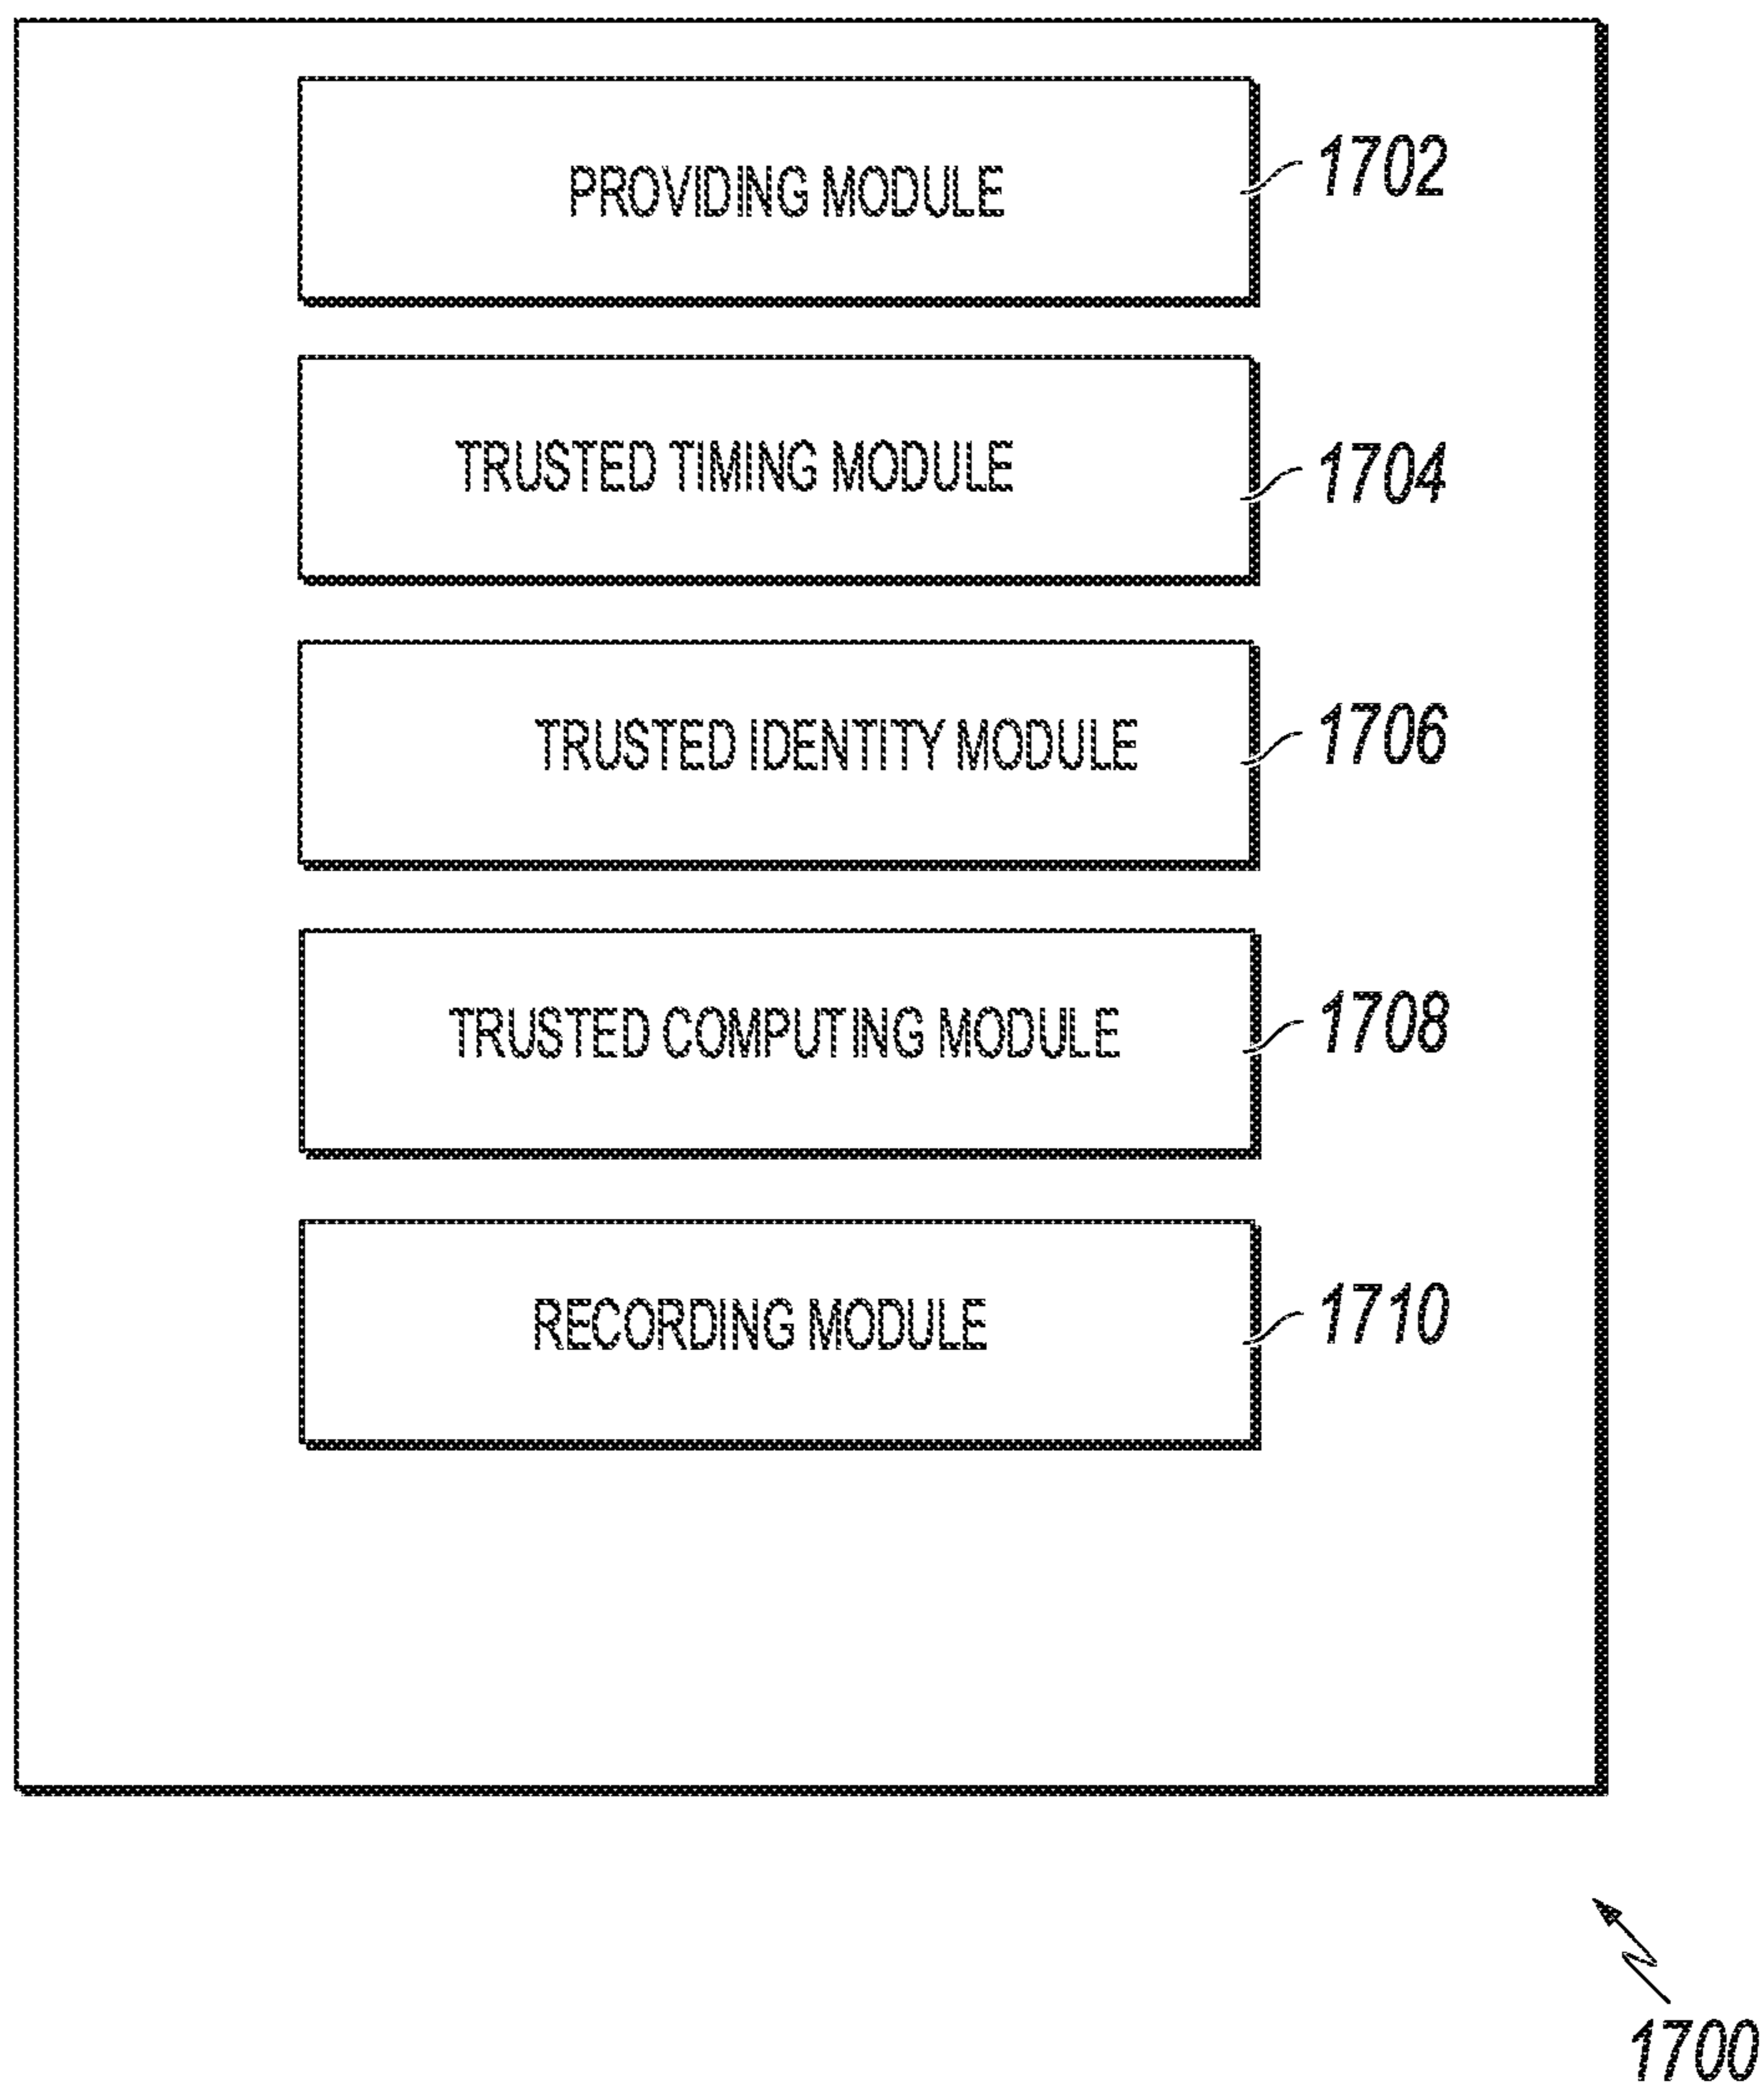 PROVIDING MODULE
1702
TRUSTED TIMING MODULE
1704
TRUSTED IDENTITY MODULE
1706
TRUSTED COMPUTING MODULE
1708
RECORDING MODULE
1710
1700